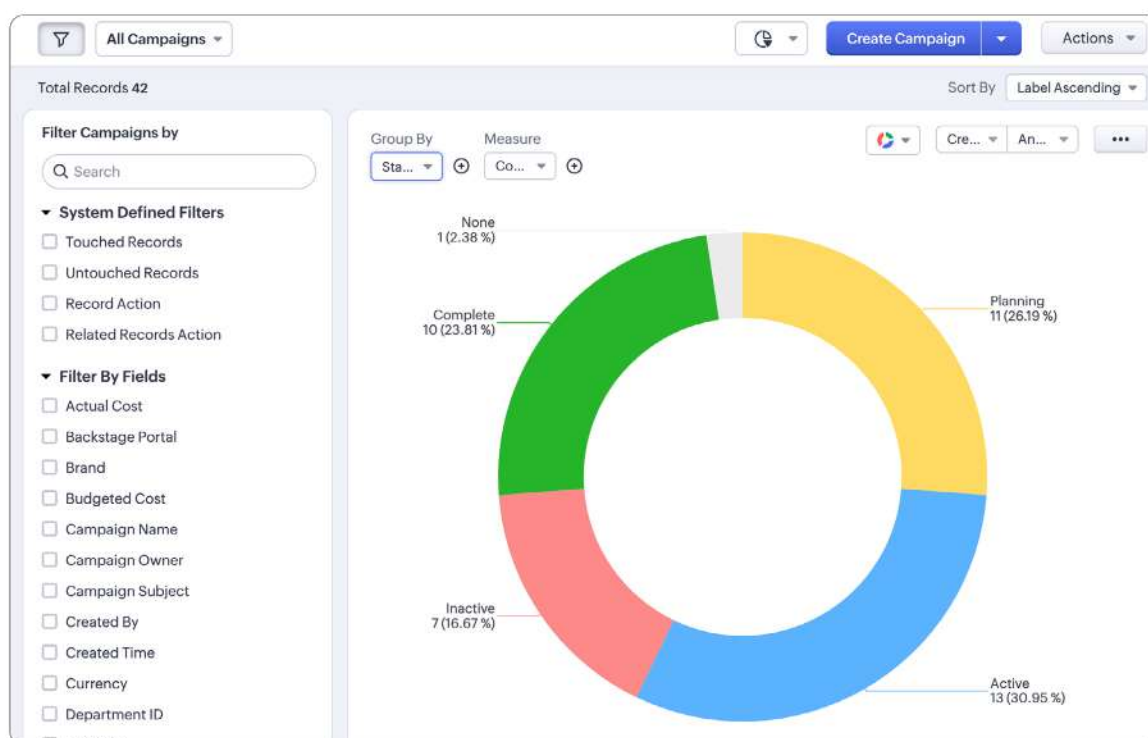 All Campaigns
Create Campaign
Actions
Total Records 42
Sort By
Label Ascending
Filter Campaigns by
Search
System Defined Filters
Touched Records
Untouched Records
Record Action
Related Records Action
Filter By Fields
Actual Cost
Backstage Portal
Brand
Budgeted Cost
Campaign Name
Campaign Owner
Campaign Subject
Created By
Created Time
Currency
Department ID
Group By
Measure
Sta...
Co...
Cre...
An...
None
1 (2.38 %)
Complete
10 (23.81 %)
Planning
11 (26.19 %)
Inactive
7 (16.67 %)
Active
13 (30.95 %)